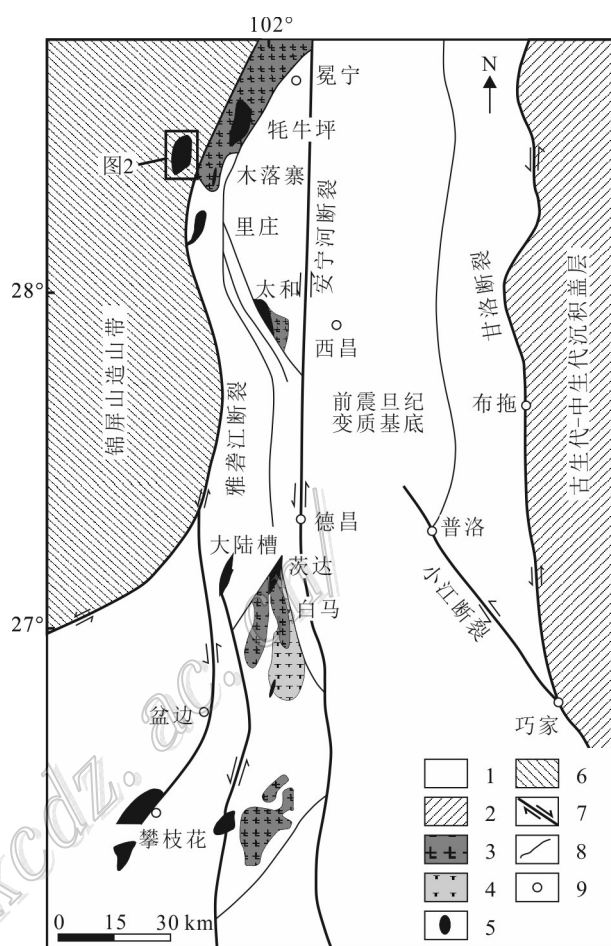 102°
冕宁
N
牦牛坪
图2
木落寨
里庄
安宁河断裂
甘洛断裂
28°
太和
西昌
锦屏山造山带
雅砻江断裂
前震旦纪
变质基底
布拖
古生代-中生代沉积盖层
德昌
普洛
大陆槽
茨达
小江断裂
27°
白马
盆边
巧家
攀枝花
1
2
3
4
5
6
7
8
9
0 15 30 km
kcdz. ac. cn/